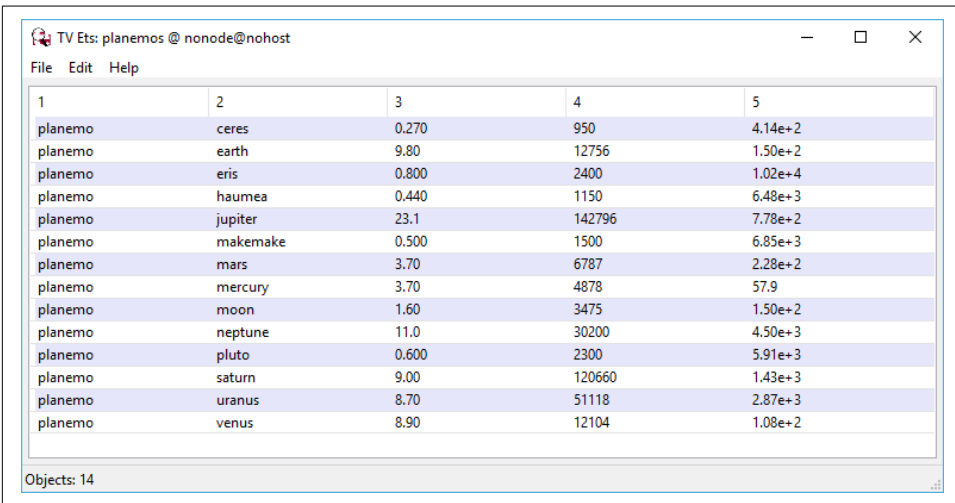 TV Ets: planemos @ nonode@nohost
File Edit Help
1 2 3 4 5
planemo ceres 0.270 950 4.14e+2
planemo earth 9.80 12756 1.50e+2
planemo eris 0.800 2400 1.02e+4
planemo haumea 0.440 1150 6.48e+3
planemo jupiter 23.1 142796 7.78e+2
planemo makemake 0.500 1500 6.85e+3
planemo mars 3.70 6787 2.28e+2
planemo mercury 3.70 4878 57.9
planemo moon 1.60 3475 1.50e+2
planemo neptune 11.0 30200 4.50e+3
planemo pluto 0.600 2300 5.91e+3
planemo saturn 9.00 120660 1.43e+3
planemo uranus 8.70 51118 2.87e+3
planemo venus 8.90 12104 1.08e+2
Objects: 14